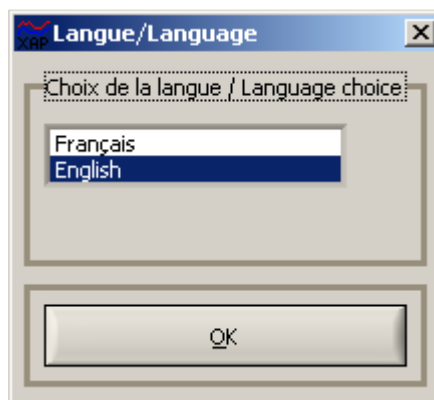 XAP Langue/Language
Choix de la langue / Language choice
Français
English
OK